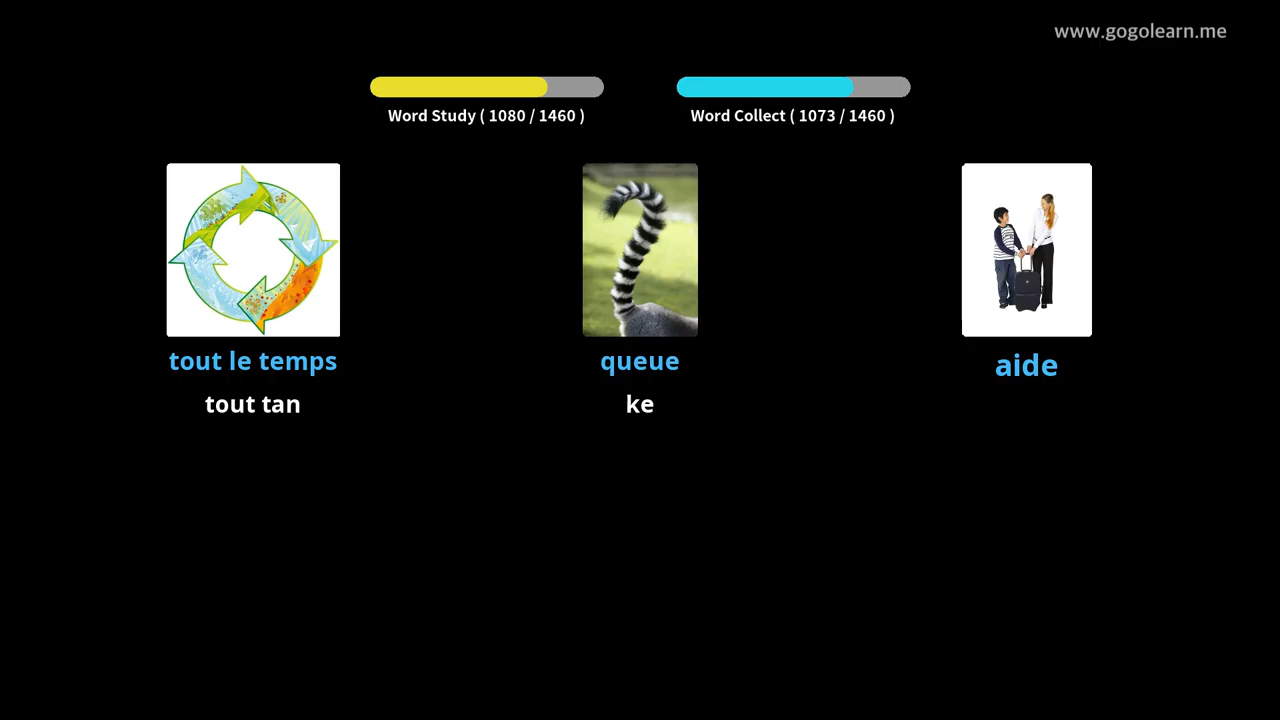 www.gogolearn.me
Word Study ( 1080 / 1460 )
Word Collect ( 1073 / 1460 )
tout le temps
tout tan
queue
ke
aide